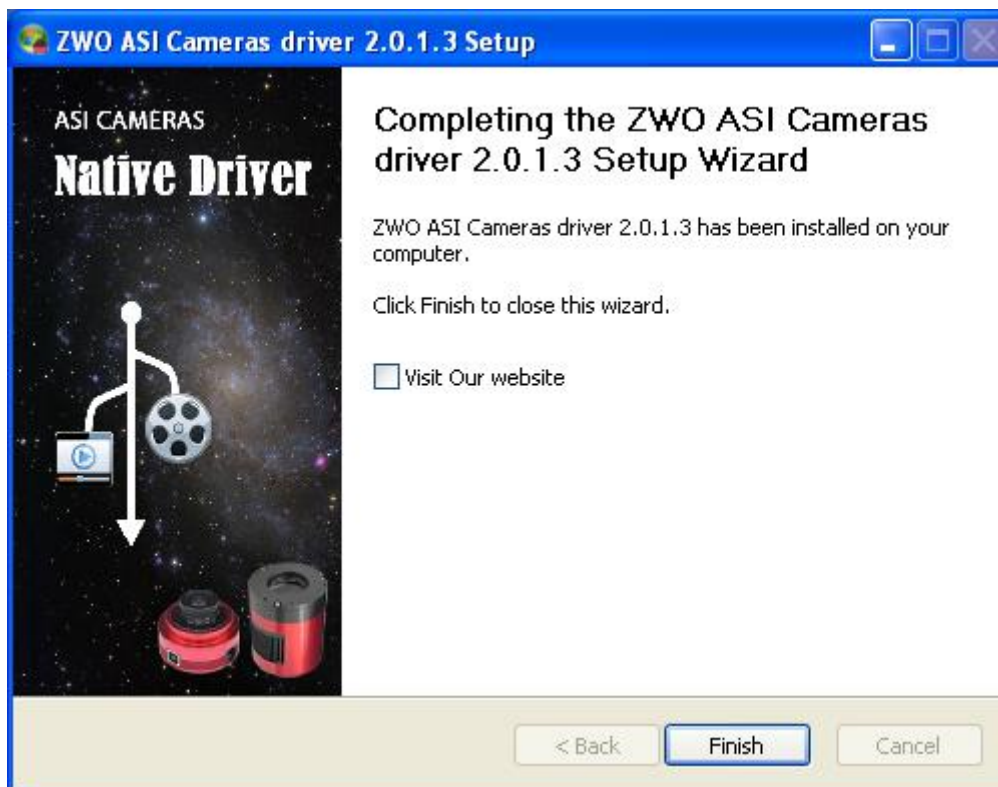 ZWO ASI Cameras driver 2.0.1.3 Setup
ASI CAMERAS
Native Driver
Completing the ZWO ASI Cameras
driver 2.0.1.3 Setup Wizard
ZWO ASI Cameras driver 2.0.1.3 has been installed on your
computer.
Click Finish to close this wizard.
Visit Our website
< Back
Finish
Cancel